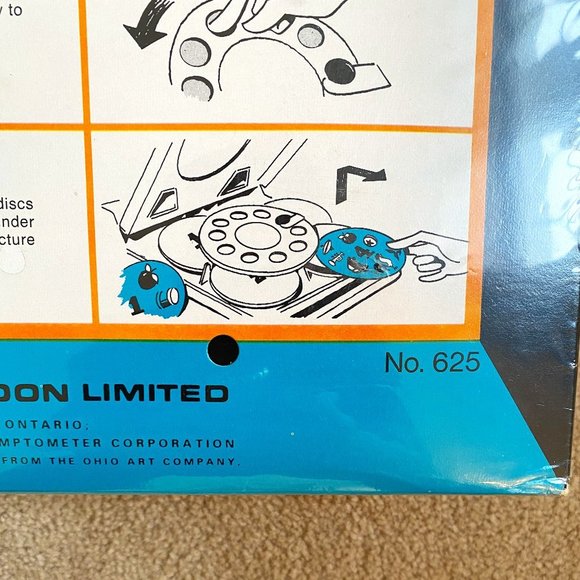 y to
discs
nder
cture
No. 625
DON LIMITED
ONTARIO;
MPTOMETER CORPORATION
FROM THE OHIO ART COMPANY.